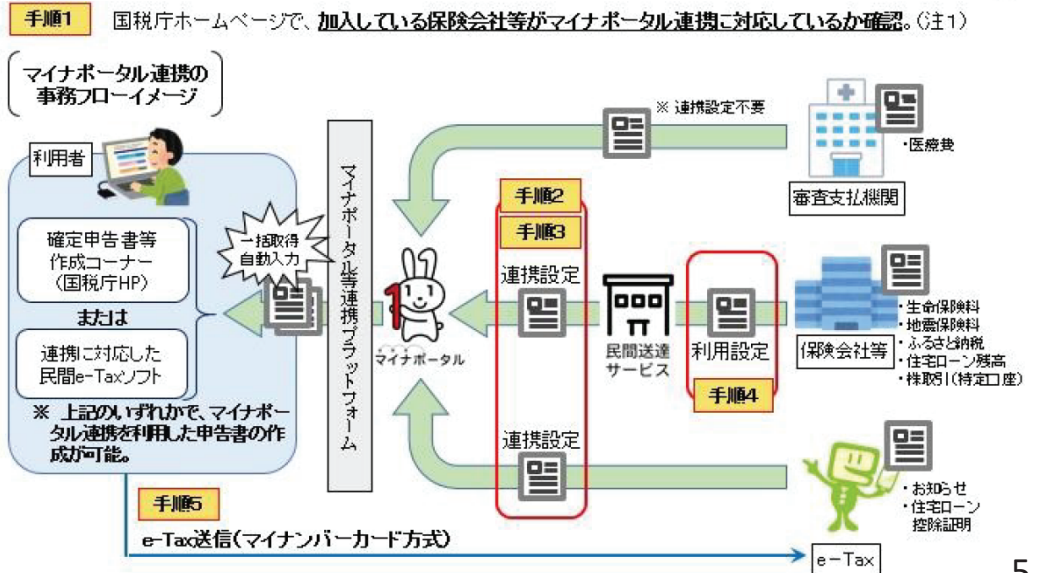 手順1 国税庁ホームページで、加入している保険会社等がマイナポータル連携に対応しているか確認。(注1)
マイナポータル連携の
事務フローイメージ
利用者
確定申告書等
作成コーナー
(国税庁HP)
または
連携に対応した
民間e-Taxソフト
※ 上記のいずれかで、マイナポー
タル連携を利用した申告書の作
成が可能。
一括取得
自動入力
マイナポータル等連携プラットフォーム
マイナポータル
※ 連携設定不要
・医療費
審査支払機関
手順2
手順3
連携設定
民間送達
サービス
利用設定
手順4
保険会社等
・生命保険料
・地震保険料
・ふるさと納税
・住宅ローン残高
・株取引(特定口座)
連携設定
・お知らせ
・住宅ローン
控除証明
e-Tax
手順5
e-Tax送信(マイナンバーカード方式)
5